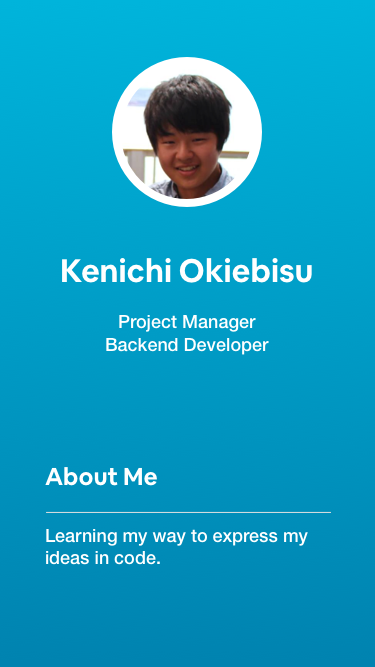 Kenichi Okiebisu
Project Manager
Backend Developer
About Me
Learning my way to express my
ideas in code.